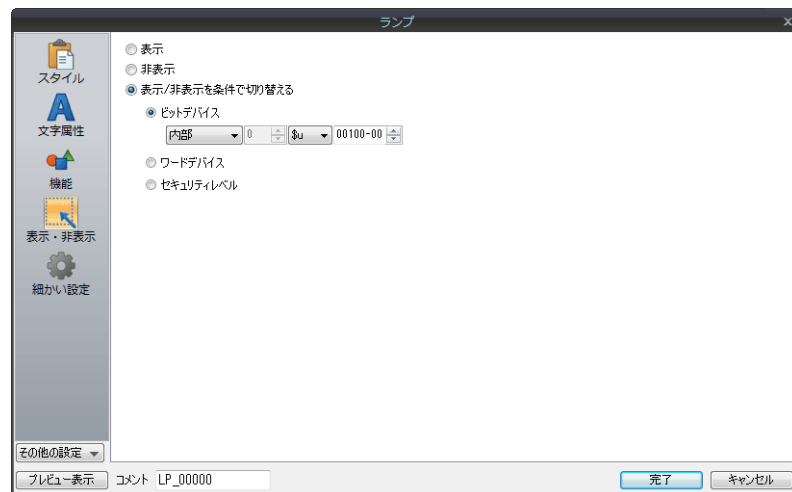 ランプ
スタイル
文字属性
機能
表示・非表示
細かい設定
その他の設定
表示
非表示
表示/非表示を条件で切り替える
ビットデバイス
内部 0 $u 00100-00
ワードデバイス
セキュリティレベル
プレビュー表示 コメント LP_00000 完了 キャンセル